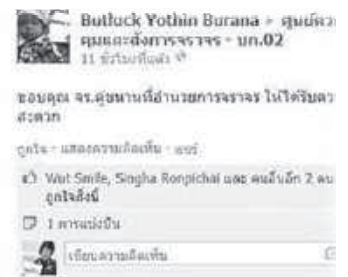 Butluck Yothin Burana ▸ ศูนย์คว
คุมและสั่งการจราจร - บก.02
11 ชั่วโมงที่แล้ว
ขอบคุณ จร.คู่ขนานที่อำนวยการจราจร ให้ได้รับคว
สะดวก
ถูกใจ · แสดงความคิดเห็น · แชร์
Wut Smile, Singha Ronpichai และ คนอื่นอีก 2 คน
ถูกใจสิ่งนี้
1 การแบ่งปัน
เขียนความคิดเห็น